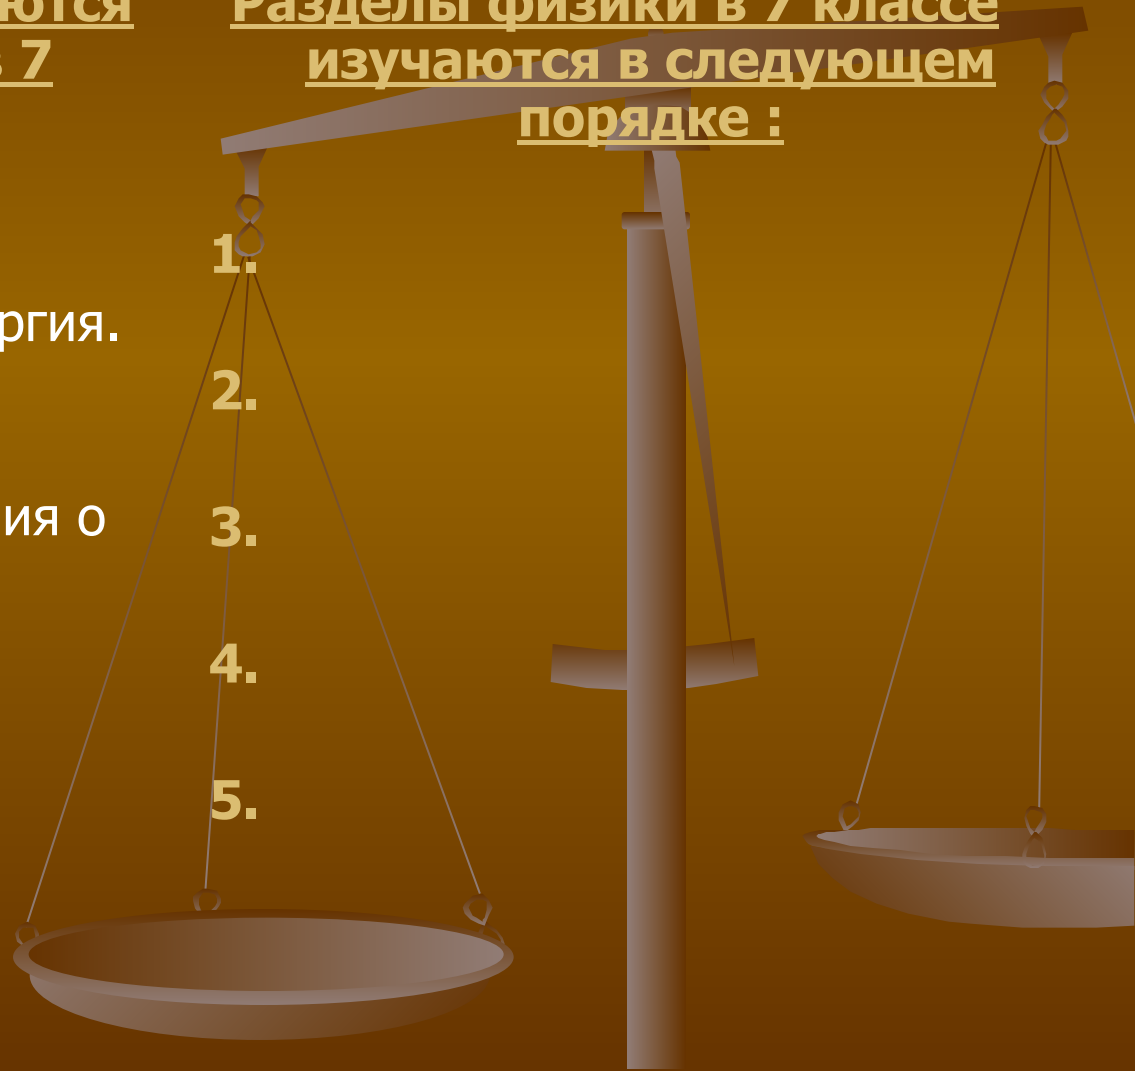 ются
в 7
ргия.
ия о
Разделы физики в 7 классе
изучаются в следующем
порядке :
1.
2.
3.
4.
5.